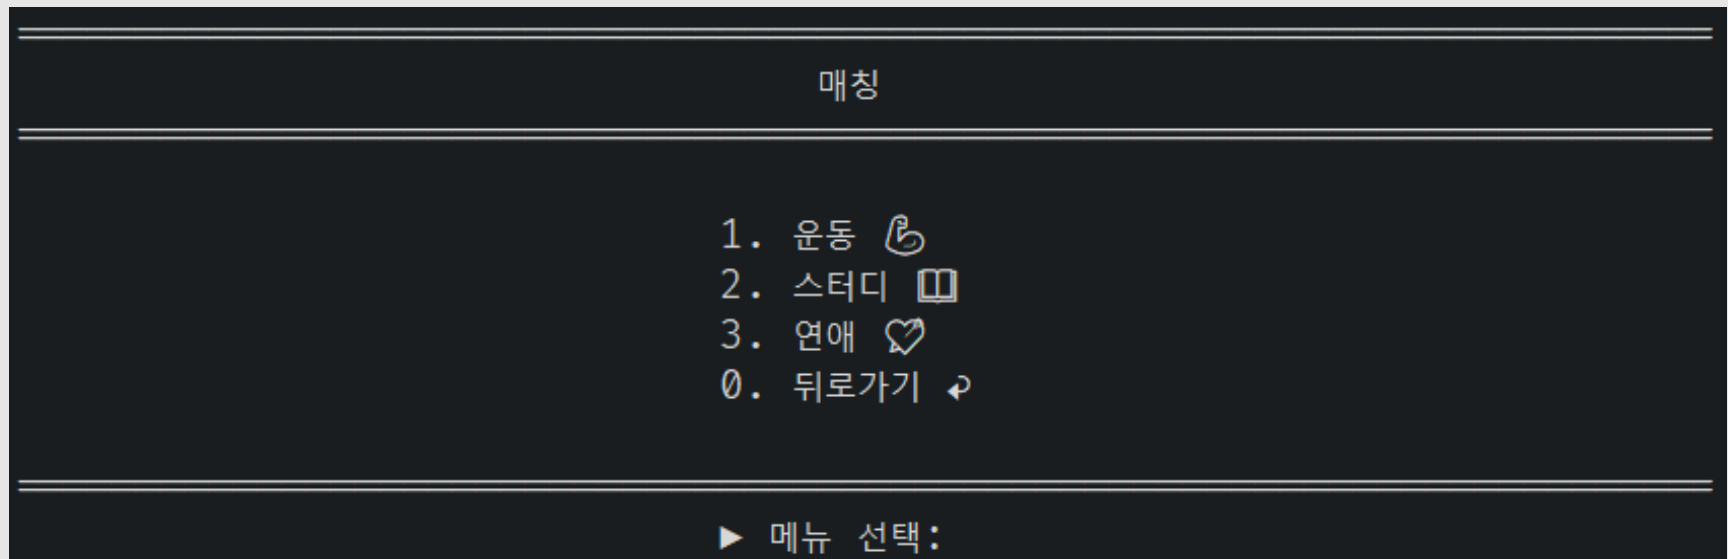 매칭
1. 운동 💪
2. 스터디 📖
3. 연애 💘
0. 뒤로가기 ↩
► 메뉴 선택: